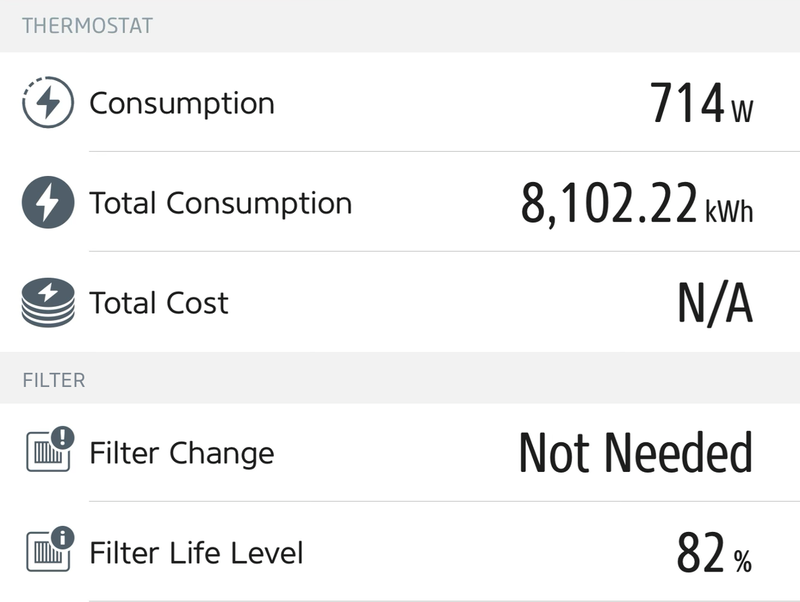 THERMOSTAT
Consumption 714 W
Total Consumption 8,102.22 kWh
Total Cost N/A
FILTER
Filter Change Not Needed
Filter Life Level 82 %